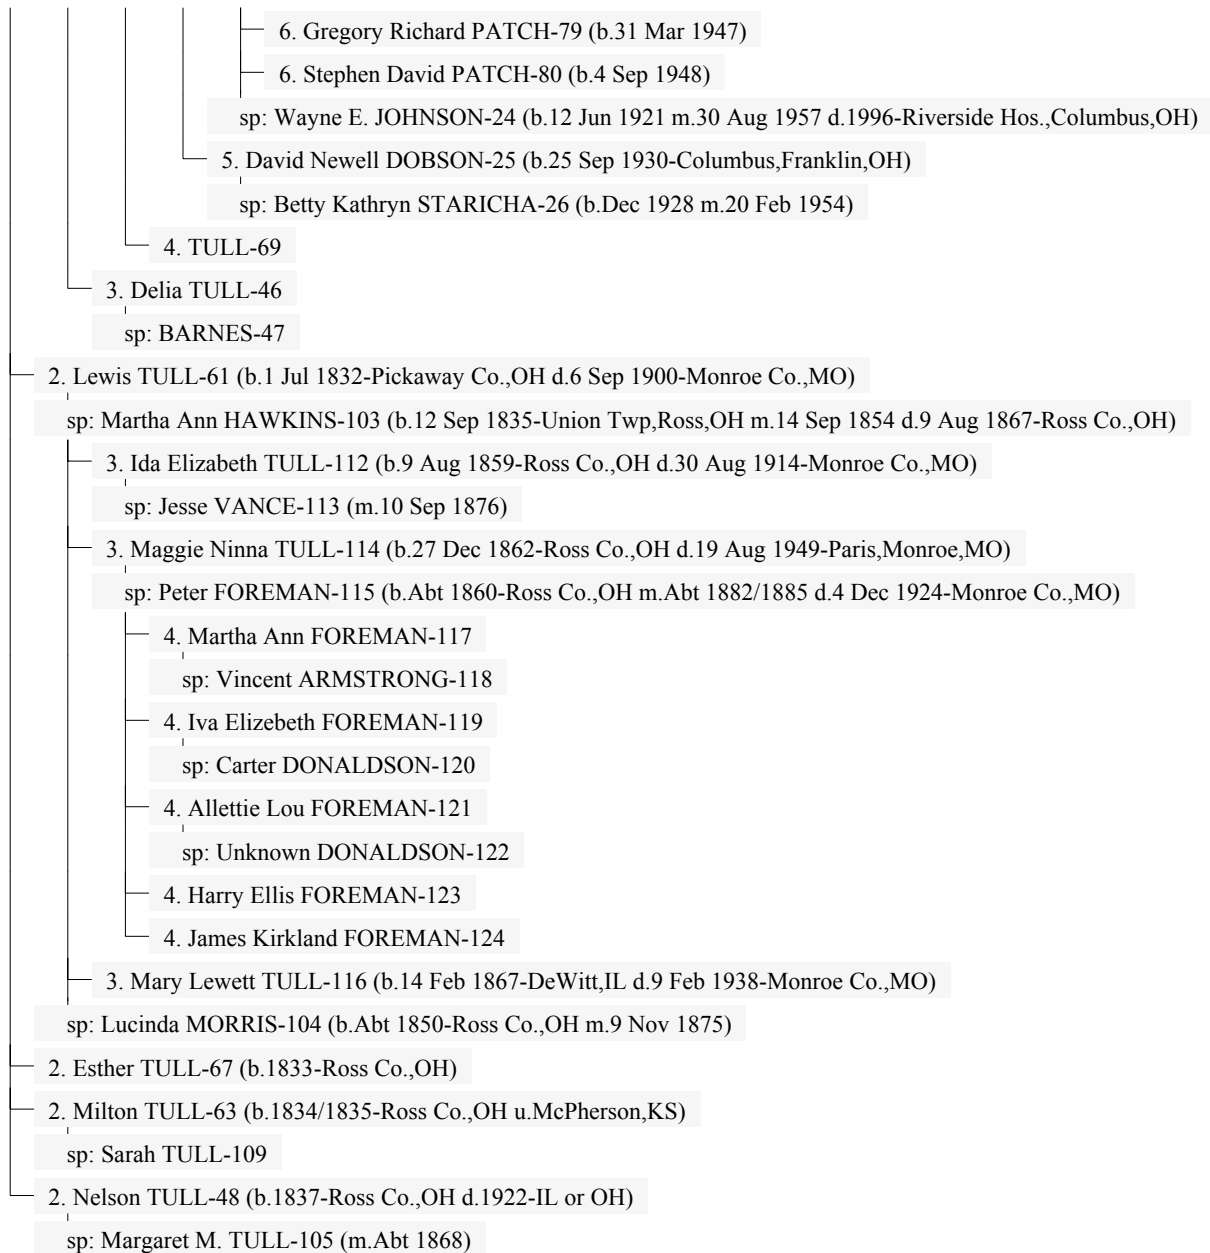 6. Gregory Richard PATCH-79 (b.31 Mar 1947)
6. Stephen David PATCH-80 (b.4 Sep 1948)
sp: Wayne E. JOHNSON-24 (b.12 Jun 1921 m.30 Aug 1957 d.1996-Riverside Hos.,Columbus,OH)
5. David Newell DOBSON-25 (b.25 Sep 1930-Columbus,Franklin,OH)
sp: Betty Kathryn STARICHA-26 (b.Dec 1928 m.20 Feb 1954)
4. TULL-69
3. Delia TULL-46
sp: BARNES-47
2. Lewis TULL-61 (b.1 Jul 1832-Pickaway Co.,OH d.6 Sep 1900-Monroe Co.,MO)
sp: Martha Ann HAWKINS-103 (b.12 Sep 1835-Union Twp,Ross,OH m.14 Sep 1854 d.9 Aug 1867-Ross Co.,OH)
3. Ida Elizabeth TULL-112 (b.9 Aug 1859-Ross Co.,OH d.30 Aug 1914-Monroe Co.,MO)
sp: Jesse VANCE-113 (m.10 Sep 1876)
3. Maggie Ninna TULL-114 (b.27 Dec 1862-Ross Co.,OH d.19 Aug 1949-Paris,Monroe,MO)
sp: Peter FOREMAN-115 (b.Abt 1860-Ross Co.,OH m.Abt 1882/1885 d.4 Dec 1924-Monroe Co.,MO)
4. Martha Ann FOREMAN-117
sp: Vincent ARMSTRONG-118
4. Iva Elizebeth FOREMAN-119
sp: Carter DONALDSON-120
4. Allettie Lou FOREMAN-121
sp: Unknown DONALDSON-122
4. Harry Ellis FOREMAN-123
4. James Kirkland FOREMAN-124
3. Mary Lewett TULL-116 (b.14 Feb 1867-DeWitt,IL d.9 Feb 1938-Monroe Co.,MO)
sp: Lucinda MORRIS-104 (b.Abt 1850-Ross Co.,OH m.9 Nov 1875)
2. Esther TULL-67 (b.1833-Ross Co.,OH)
2. Milton TULL-63 (b.1834/1835-Ross Co.,OH u.McPherson,KS)
sp: Sarah TULL-109
2. Nelson TULL-48 (b.1837-Ross Co.,OH d.1922-IL or OH)
sp: Margaret M. TULL-105 (m.Abt 1868)